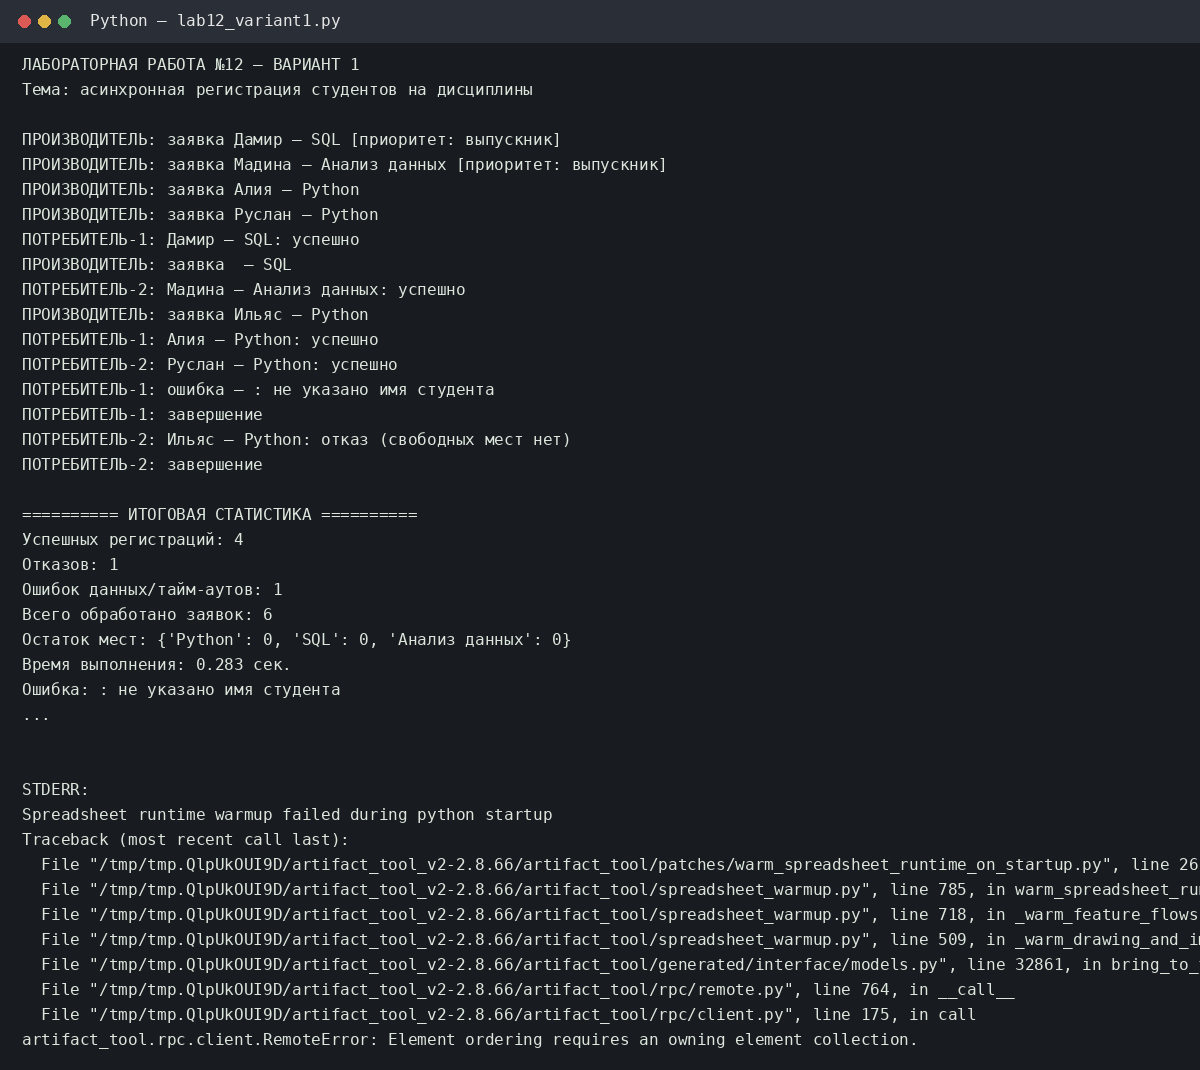 Python — lab12_variant1.py
ЛАБОРАТОРНАЯ РАБОТА №12 — ВАРИАНТ 1
Тема: асинхронная регистрация студентов на дисциплины
ПРОИЗВОДИТЕЛЬ: заявка Дамир — SQL [приоритет: выпускник]
ПРОИЗВОДИТЕЛЬ: заявка Мадина — Анализ данных [приоритет: выпускник]
ПРОИЗВОДИТЕЛЬ: заявка Алия — Python
ПРОИЗВОДИТЕЛЬ: заявка Руслан — Python
ПОТРЕБИТЕЛЬ-1: Дамир — SQL: успешно
ПРОИЗВОДИТЕЛЬ: заявка  — SQL
ПОТРЕБИТЕЛЬ-2: Мадина — Анализ данных: успешно
ПРОИЗВОДИТЕЛЬ: заявка Ильяс — Python
ПОТРЕБИТЕЛЬ-1: Алия — Python: успешно
ПОТРЕБИТЕЛЬ-2: Руслан — Python: успешно
ПОТРЕБИТЕЛЬ-1: ошибка — : не указано имя студента
ПОТРЕБИТЕЛЬ-1: завершение
ПОТРЕБИТЕЛЬ-2: Ильяс — Python: отказ (свободных мест нет)
ПОТРЕБИТЕЛЬ-2: завершение
========== ИТОГОВАЯ СТАТИСТИКА ==========
Успешных регистраций: 4
Отказов: 1
Ошибок данных/тайм-аутов: 1
Всего обработано заявок: 6
Остаток мест: {'Python': 0, 'SQL': 0, 'Анализ данных': 0}
Время выполнения: 0.283 сек.
Ошибка: : не указано имя студента
...
STDERR:
Spreadsheet runtime warmup failed during python startup
Traceback (most recent call last):
  File "/tmp/tmp.QlpUkOUI9D/artifact_tool_v2-2.8.66/artifact_tool/patches/warm_spreadsheet_runtime_on_startup.py", line 26
  File "/tmp/tmp.QlpUkOUI9D/artifact_tool_v2-2.8.66/artifact_tool/spreadsheet_warmup.py", line 785, in warm_spreadsheet_ru
  File "/tmp/tmp.QlpUkOUI9D/artifact_tool_v2-2.8.66/artifact_tool/spreadsheet_warmup.py", line 718, in _warm_feature_flows
  File "/tmp/tmp.QlpUkOUI9D/artifact_tool_v2-2.8.66/artifact_tool/spreadsheet_warmup.py", line 509, in _warm_drawing_and_i
  File "/tmp/tmp.QlpUkOUI9D/artifact_tool_v2-2.8.66/artifact_tool/generated/interface/models.py", line 32861, in bring_to_
  File "/tmp/tmp.QlpUkOUI9D/artifact_tool_v2-2.8.66/artifact_tool/rpc/remote.py", line 764, in __call__
  File "/tmp/tmp.QlpUkOUI9D/artifact_tool_v2-2.8.66/artifact_tool/rpc/client.py", line 175, in call
artifact_tool.rpc.client.RemoteError: Element ordering requires an owning element collection.